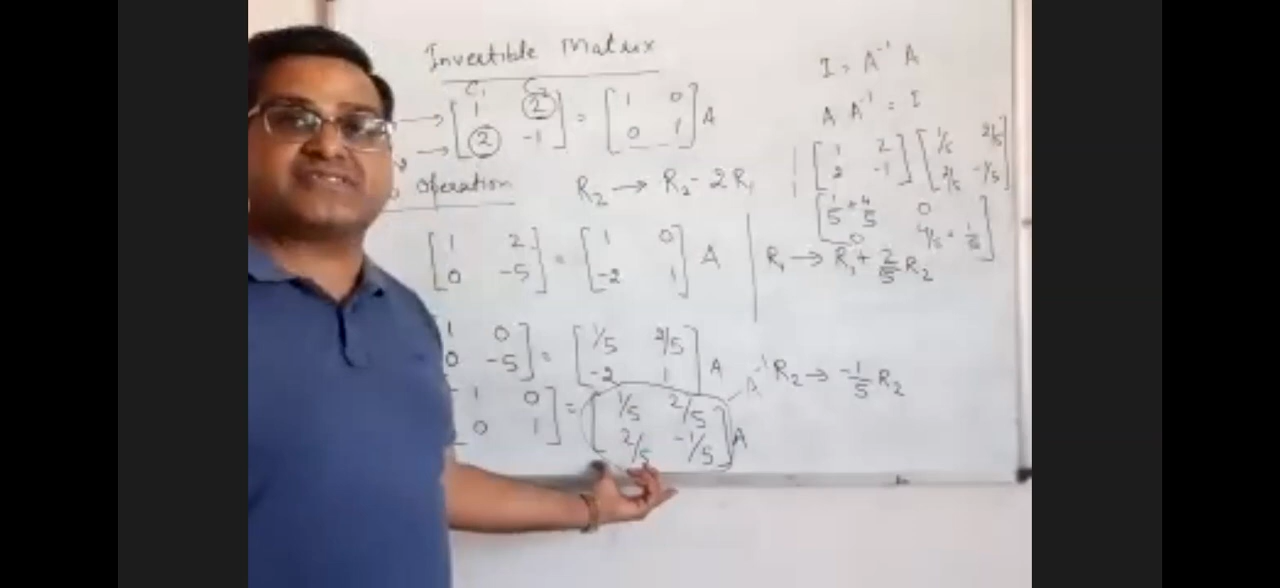 Invertible Matrix
C1 C2
[1 2; 2 -1] = [1 0; 0 1] A
Operation
R2 → R2 - 2R1
[1 2; 0 -5] = [1 0; -2 1] A
R1 → R1 + 2/5 R2
1 0; 0 -5] = [1/5 2/5; -2 1] A
R2 → -1/5 R2
1 0; 0 1] = [1/5 2/5; 2/5 -1/5] A
A⁻¹
I = A⁻¹ A
A A⁻¹ = I
[1 2; 2 -1] [1/5 2/5; 2/5 -1/5]
[1/5 + 4/5 0; 0 4/5 + 1/5]